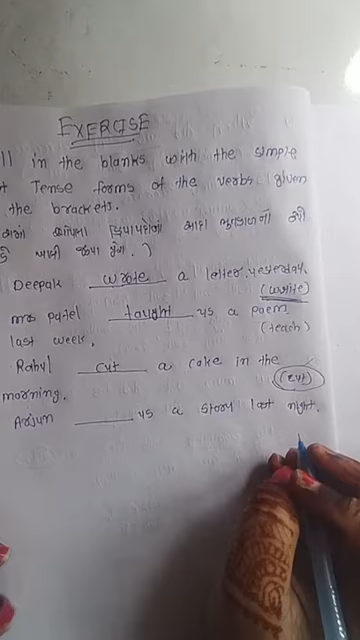 EXERCISE
ll in the blanks with the simple
t Tense forms of the verbs given
the brackets.
Deepak wrote a letter yesterday.
(write)
mrs patel taught us a poem
last week. (teach)
Rahul cut a cake in the
morning. (cut)
Arjun ______ us a story last night.